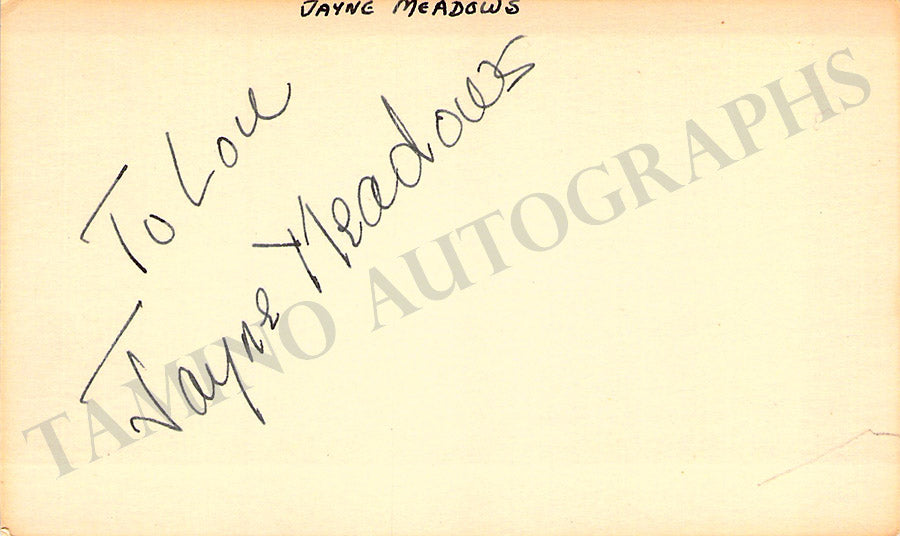 JAYNE MEADOWS
To Lou
Jayne Meadows
TAMINO AUTOGRAPHS